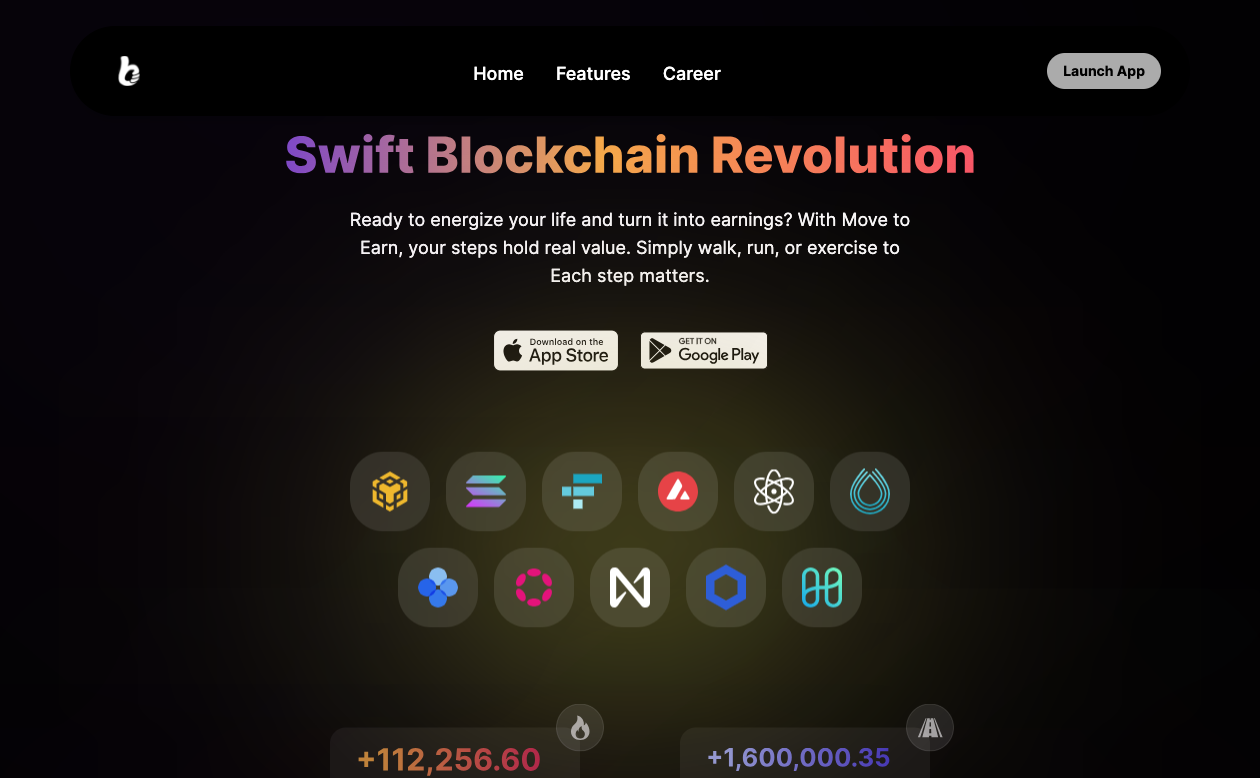 Home Features Career Launch App
Swift Blockchain Revolution
Ready to energize your life and turn it into earnings? With Move to
Earn, your steps hold real value. Simply walk, run, or exercise to
Each step matters.
Download on the
App Store
GET IT ON
Google Play
+112,256.60
+1,600,000.35